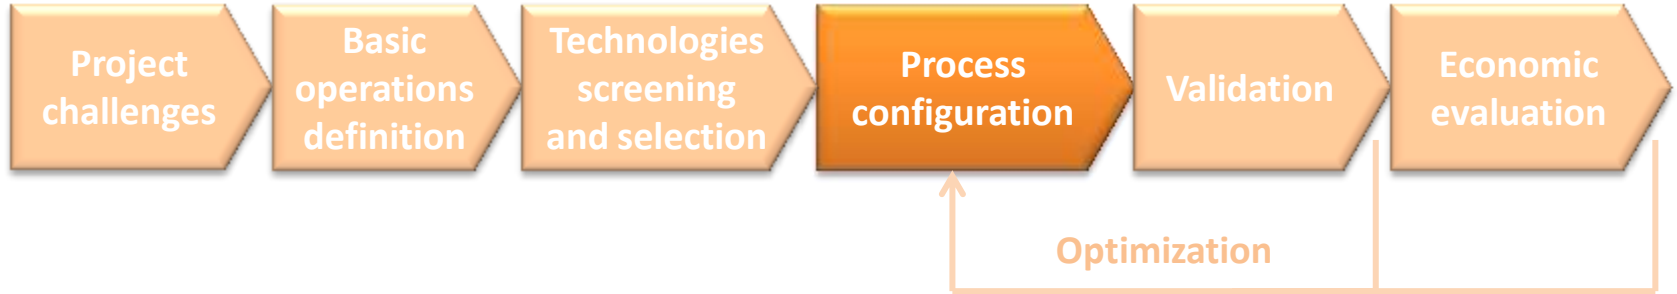 Project
challenges
Basic
operations
definition
Technologies
screening
and selection
Process
configuration
Validation
Economic
evaluation
Optimization